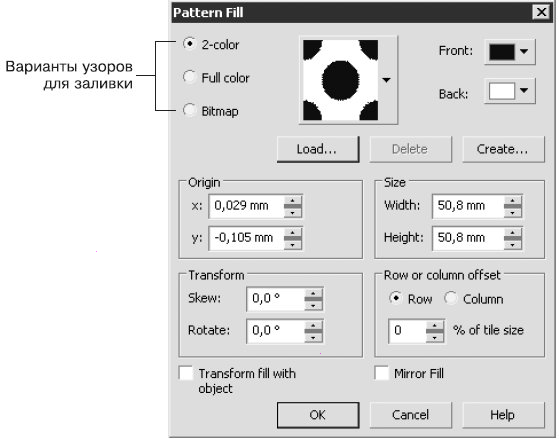 Pattern Fill
Варианты узоров
для заливки
2-color
Full color
Bitmap
Front:
Back:
Load...
Delete
Create...
Origin
x: 0,029 mm
y: -0,105 mm
Size
Width: 50,8 mm
Height: 50,8 mm
Transform
Skew: 0,0 °
Rotate: 0,0 °
Row or column offset
Row
Column
0 % of tile size
Transform fill with
object
Mirror Fill
OK
Cancel
Help